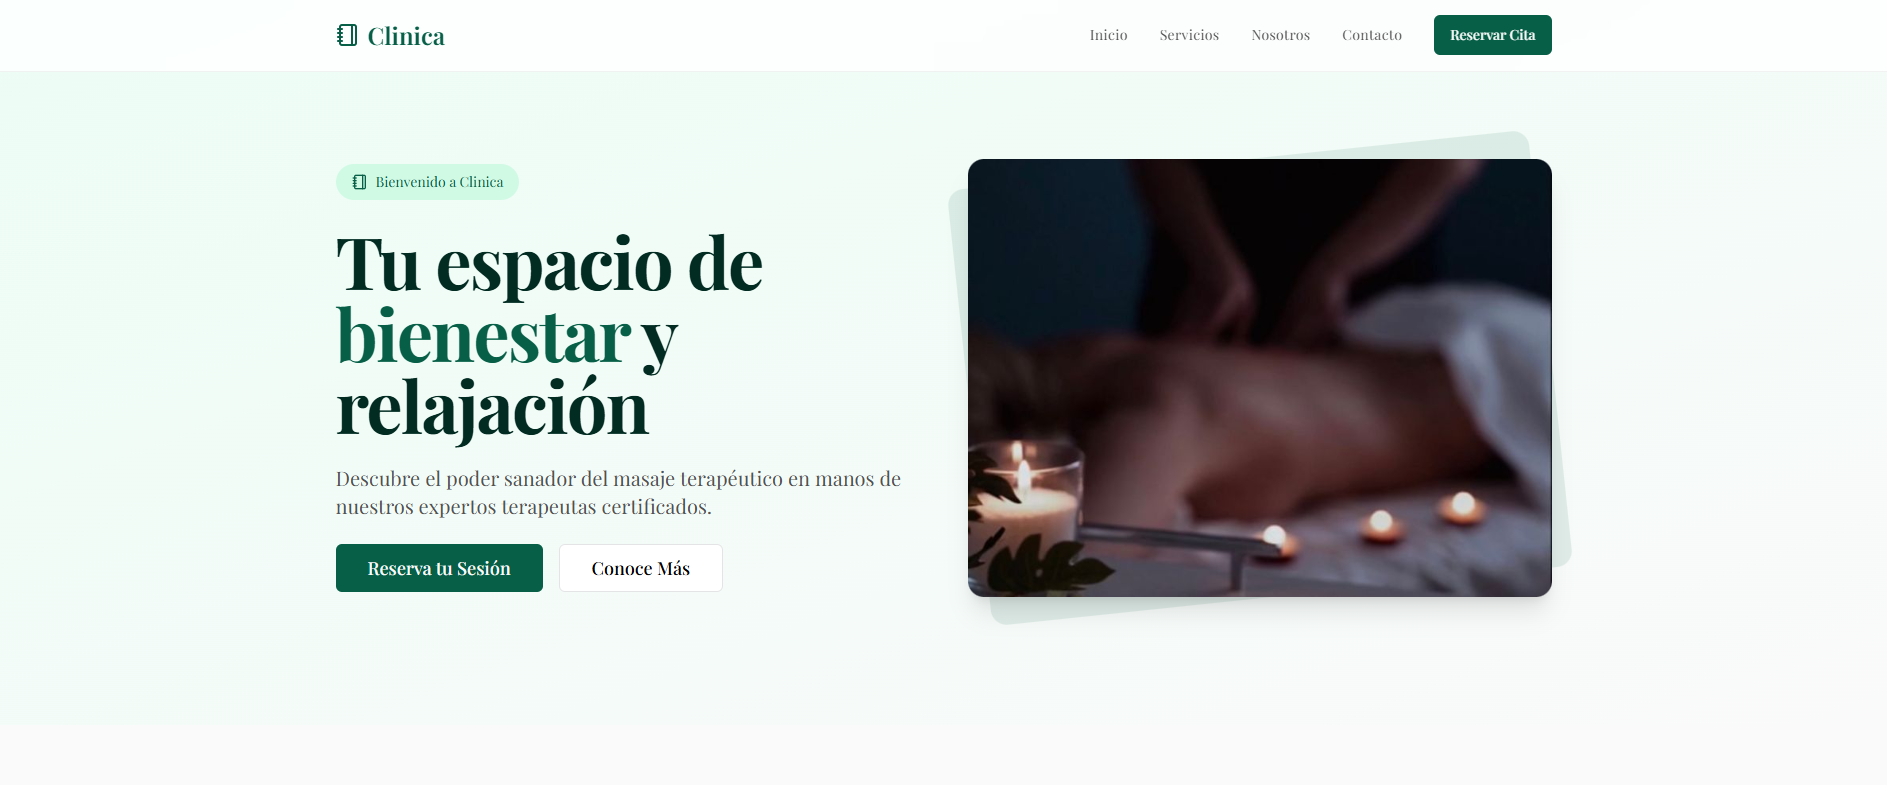 Clinica
Inicio
Servicios
Nosotros
Contacto
Reservar Cita
Bienvenido a Clinica
Tu espacio de
bienestar y
relajación
Descubre el poder sanador del masaje terapéutico en manos de
nuestros expertos terapeutas certificados.
Reserva tu Sesión
Conoce Más